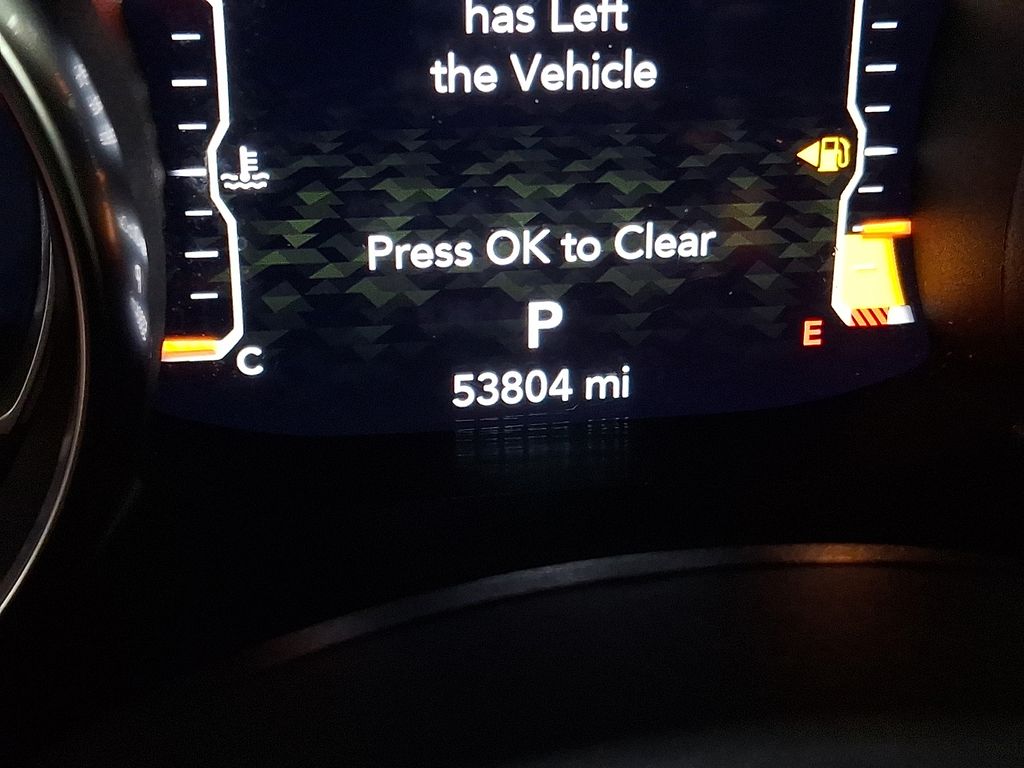 has Left
the Vehicle
Press OK to Clear
P
E
C
53804 mi